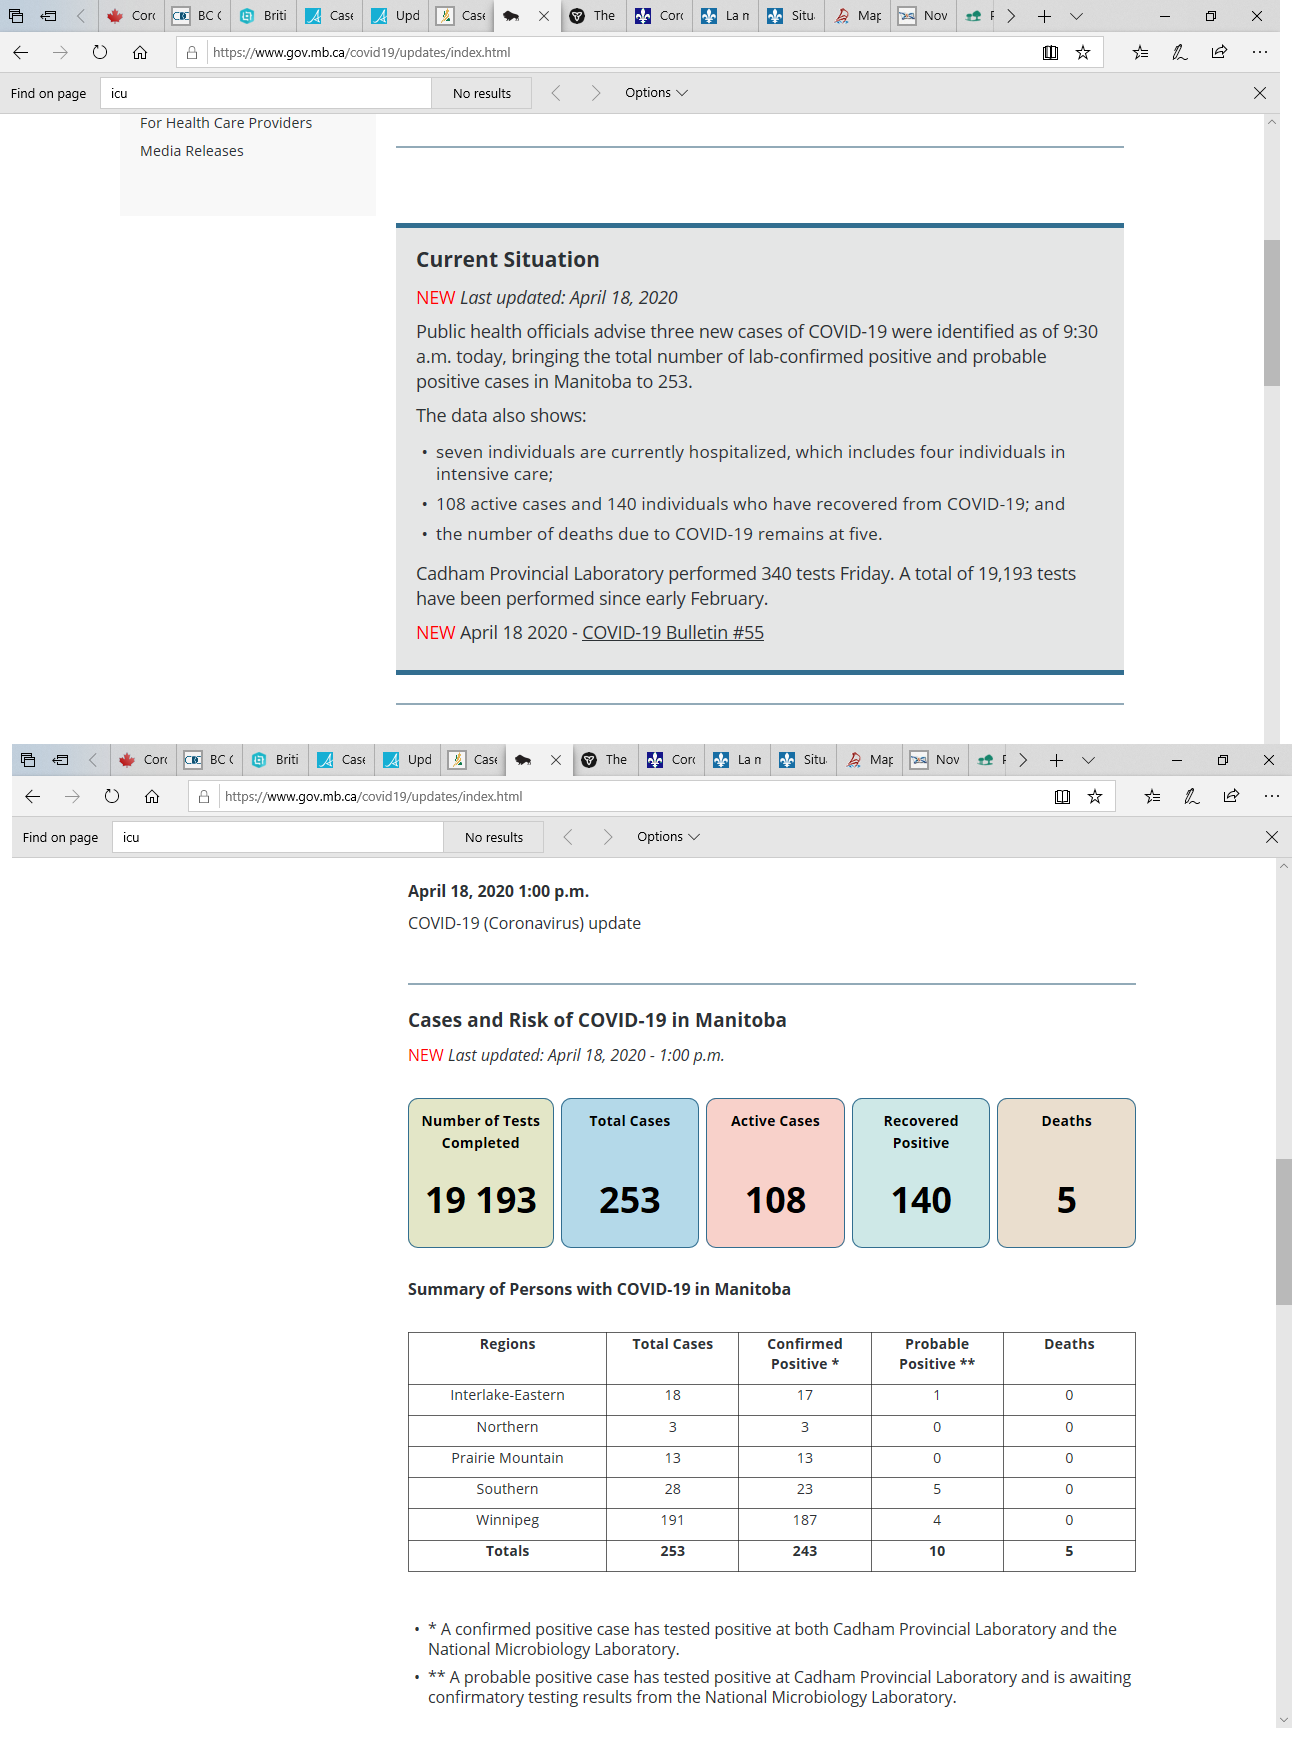 Corc
BC C
Briti
Case
Upd
Case
The
Corc
La m
Situ
Map
Nov
https://www.gov.mb.ca/covid19/updates/index.html
Find on page
icu
No results
Options
For Health Care Providers
Media Releases
Current Situation
NEW Last updated: April 18, 2020
Public health officials advise three new cases of COVID-19 were identified as of 9:30
a.m. today, bringing the total number of lab-confirmed positive and probable
positive cases in Manitoba to 253.
The data also shows:
• seven individuals are currently hospitalized, which includes four individuals in
intensive care;
• 108 active cases and 140 individuals who have recovered from COVID-19; and
• the number of deaths due to COVID-19 remains at five.
Cadham Provincial Laboratory performed 340 tests Friday. A total of 19,193 tests
have been performed since early February.
NEW April 18 2020 - COVID-19 Bulletin #55
Corc
BC C
Briti
Case
Upd
Case
The
Corc
La m
Situ
Map
Nov
https://www.gov.mb.ca/covid19/updates/index.html
Find on page
icu
No results
Options
April 18, 2020 1:00 p.m.
COVID-19 (Coronavirus) update
Cases and Risk of COVID-19 in Manitoba
NEW Last updated: April 18, 2020 - 1:00 p.m.
Number of Tests
Completed
19 193
Total Cases
253
Active Cases
108
Recovered
Positive
140
Deaths
5
Summary of Persons with COVID-19 in Manitoba
Regions Total Cases Confirmed Positive * Probable Positive ** Deaths
Interlake-Eastern 18 17 1 0
Northern 3 3 0 0
Prairie Mountain 13 13 0 0
Southern 28 23 5 0
Winnipeg 191 187 4 0
Totals 253 243 10 5
• * A confirmed positive case has tested positive at both Cadham Provincial Laboratory and the
National Microbiology Laboratory.
• ** A probable positive case has tested positive at Cadham Provincial Laboratory and is awaiting
confirmatory testing results from the National Microbiology Laboratory.